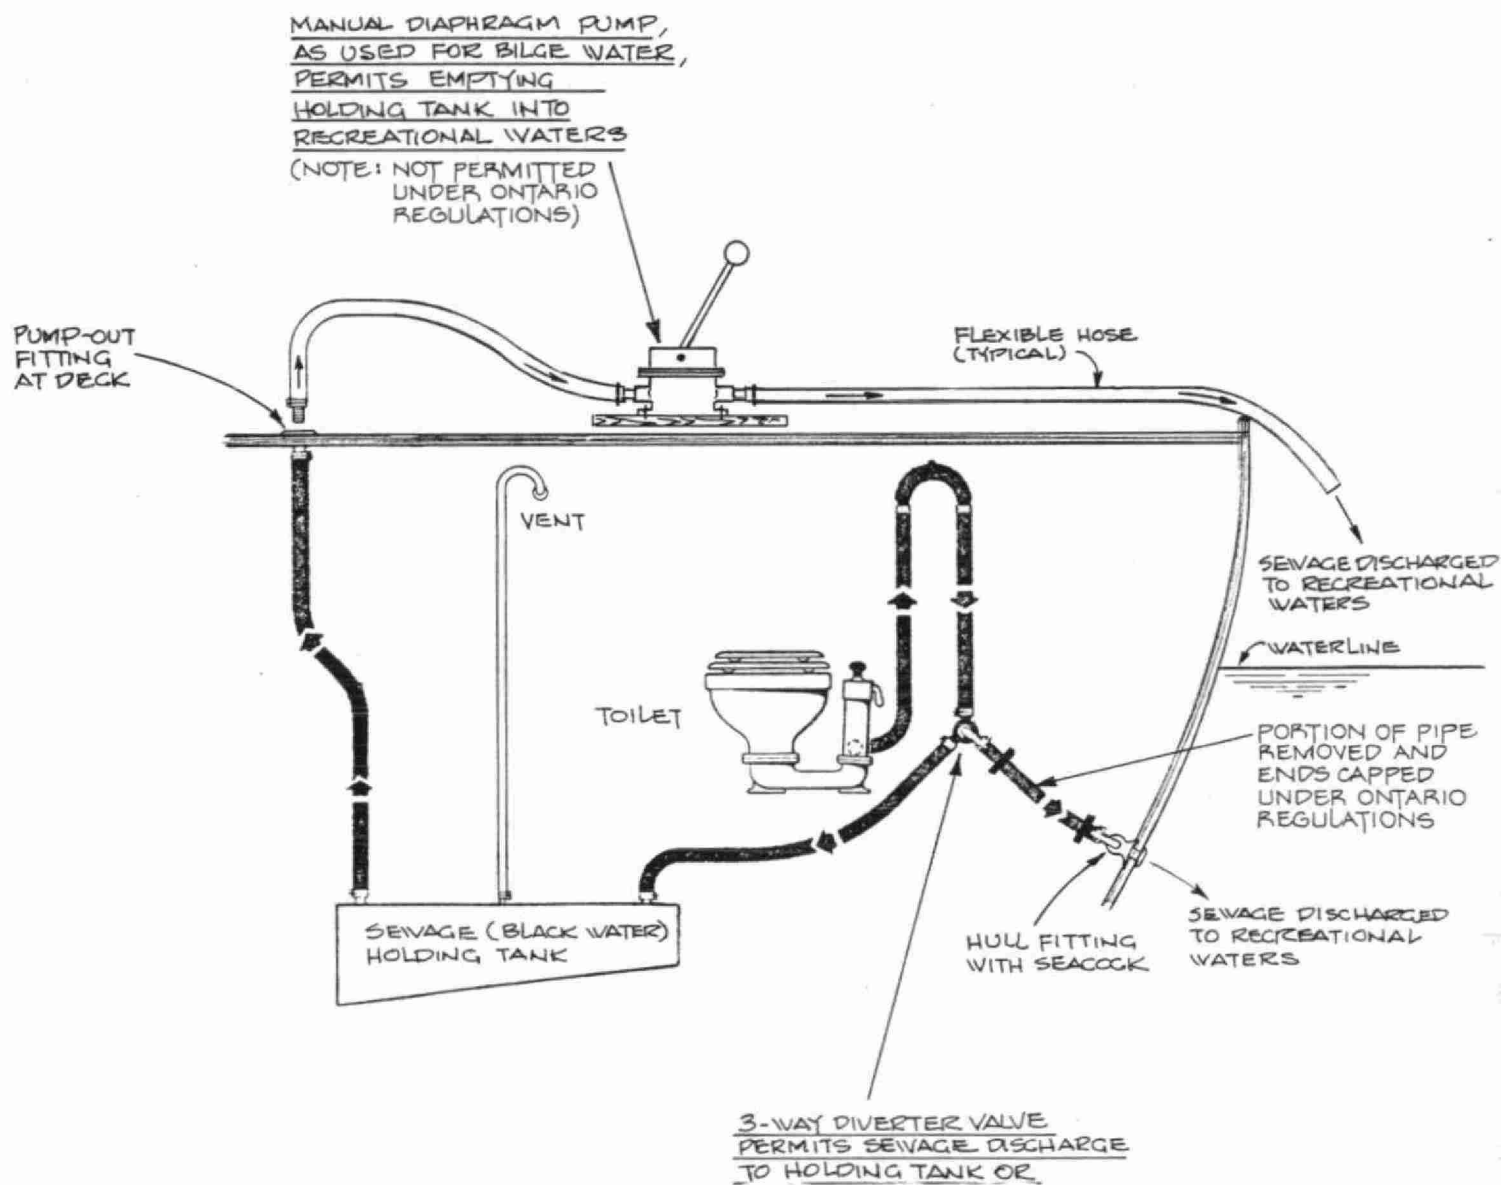 MANUAL DIAPHRAGM PUMP,
AS USED FOR BILGE WATER,
PERMITS EMPTYING
HOLDING TANK INTO
RECREATIONAL WATERS
(NOTE: NOT PERMITTED
UNDER ONTARIO
REGULATIONS)
PUMP-OUT
FITTING
AT DECK
FLEXIBLE HOSE
(TYPICAL)
VENT
SEWAGE DISCHARGED
TO RECREATIONAL
WATERS
WATERLINE
TOILET
PORTION OF PIPE
REMOVED AND
ENDS CAPPED
UNDER ONTARIO
REGULATIONS
SEWAGE (BLACK WATER)
HOLDING TANK
HULL FITTING
WITH SEACOCK
SEWAGE DISCHARGED
TO RECREATIONAL
WATERS
3-WAY DIVERTER VALVE
PERMITS SEWAGE DISCHARGE
TO HOLDING TANK OR